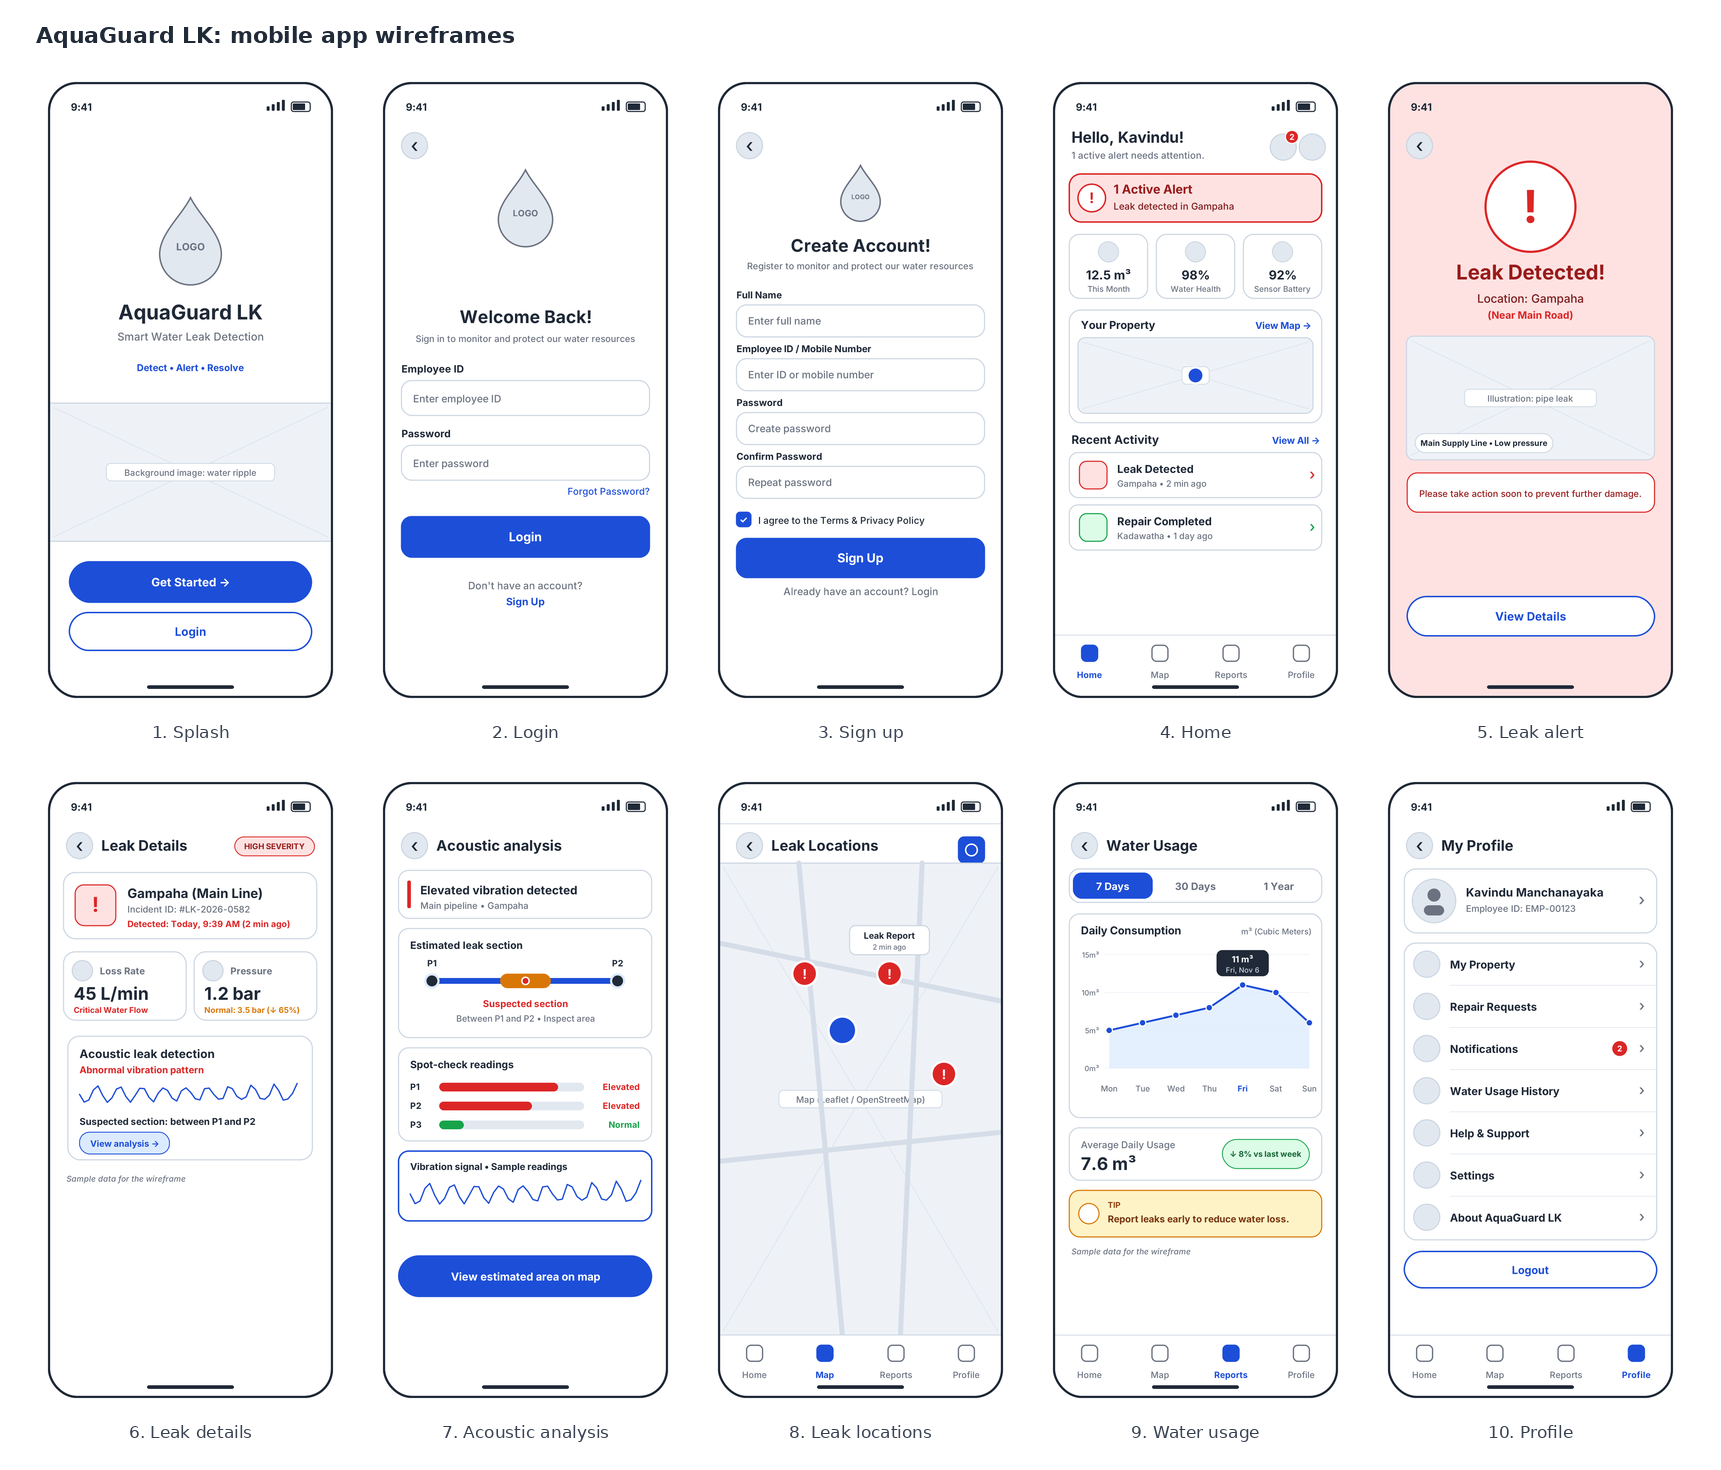 AquaGuard LK: mobile app wireframes
9:41
LOGO
AquaGuard LK
Smart Water Leak Detection
Detect • Alert • Resolve
Background image: water ripple
Get Started →
Login
1. Splash
9:41
‹
LOGO
Welcome Back!
Sign in to monitor and protect our water resources
Employee ID
Enter employee ID
Password
Enter password
Forgot Password?
Login
Don't have an account?
Sign Up
2. Login
9:41
‹
LOGO
Create Account!
Register to monitor and protect our water resources
Full Name
Enter full name
Employee ID / Mobile Number
Enter ID or mobile number
Password
Create password
Confirm Password
Repeat password
I agree to the Terms & Privacy Policy
Sign Up
Already have an account? Login
3. Sign up
9:41
Hello, Kavindu!
1 active alert needs attention.
2
!
1 Active Alert
Leak detected in Gampaha
12.5 m³
This Month
98%
Water Health
92%
Sensor Battery
Your Property
View Map →
Recent Activity
View All →
Leak Detected
Gampaha • 2 min ago
›
Repair Completed
Kadawatha • 1 day ago
›
Home
Map
Reports
Profile
4. Home
9:41
‹
!
Leak Detected!
Location: Gampaha
(Near Main Road)
Illustration: pipe leak
Main Supply Line • Low pressure
Please take action soon to prevent further damage.
View Details
5. Leak alert
9:41
‹
Leak Details
HIGH SEVERITY
!
Gampaha (Main Line)
Incident ID: #LK-2026-0582
Detected: Today, 9:39 AM (2 min ago)
Loss Rate
45 L/min
Critical Water Flow
Pressure
1.2 bar
Normal: 3.5 bar (↓ 65%)
Acoustic leak detection
Abnormal vibration pattern
Suspected section: between P1 and P2
View analysis →
Sample data for the wireframe
6. Leak details
9:41
‹
Acoustic analysis
Elevated vibration detected
Main pipeline • Gampaha
Estimated leak section
P1
P2
Suspected section
Between P1 and P2 • Inspect area
Spot-check readings
P1
Elevated
P2
Elevated
P3
Normal
Vibration signal • Sample readings
View estimated area on map
7. Acoustic analysis
9:41
‹
Leak Locations
Leak Report
2 min ago
!
!
!
Map (Leaflet / OpenStreetMap)
Home
Map
Reports
Profile
8. Leak locations
9:41
‹
Water Usage
7 Days
30 Days
1 Year
Daily Consumption
m³ (Cubic Meters)
11 m³
Fri, Nov 6
15m³
10m³
5m³
0m³
Mon
Tue
Wed
Thu
Fri
Sat
Sun
Average Daily Usage
7.6 m³
↓ 8% vs last week
TIP
Report leaks early to reduce water loss.
Sample data for the wireframe
Home
Map
Reports
Profile
9. Water usage
9:41
‹
My Profile
Kavindu Manchanayaka
Employee ID: EMP-00123
›
My Property
›
Repair Requests
›
Notifications
2
›
Water Usage History
›
Help & Support
›
Settings
›
About AquaGuard LK
›
Logout
Home
Map
Reports
Profile
10. Profile